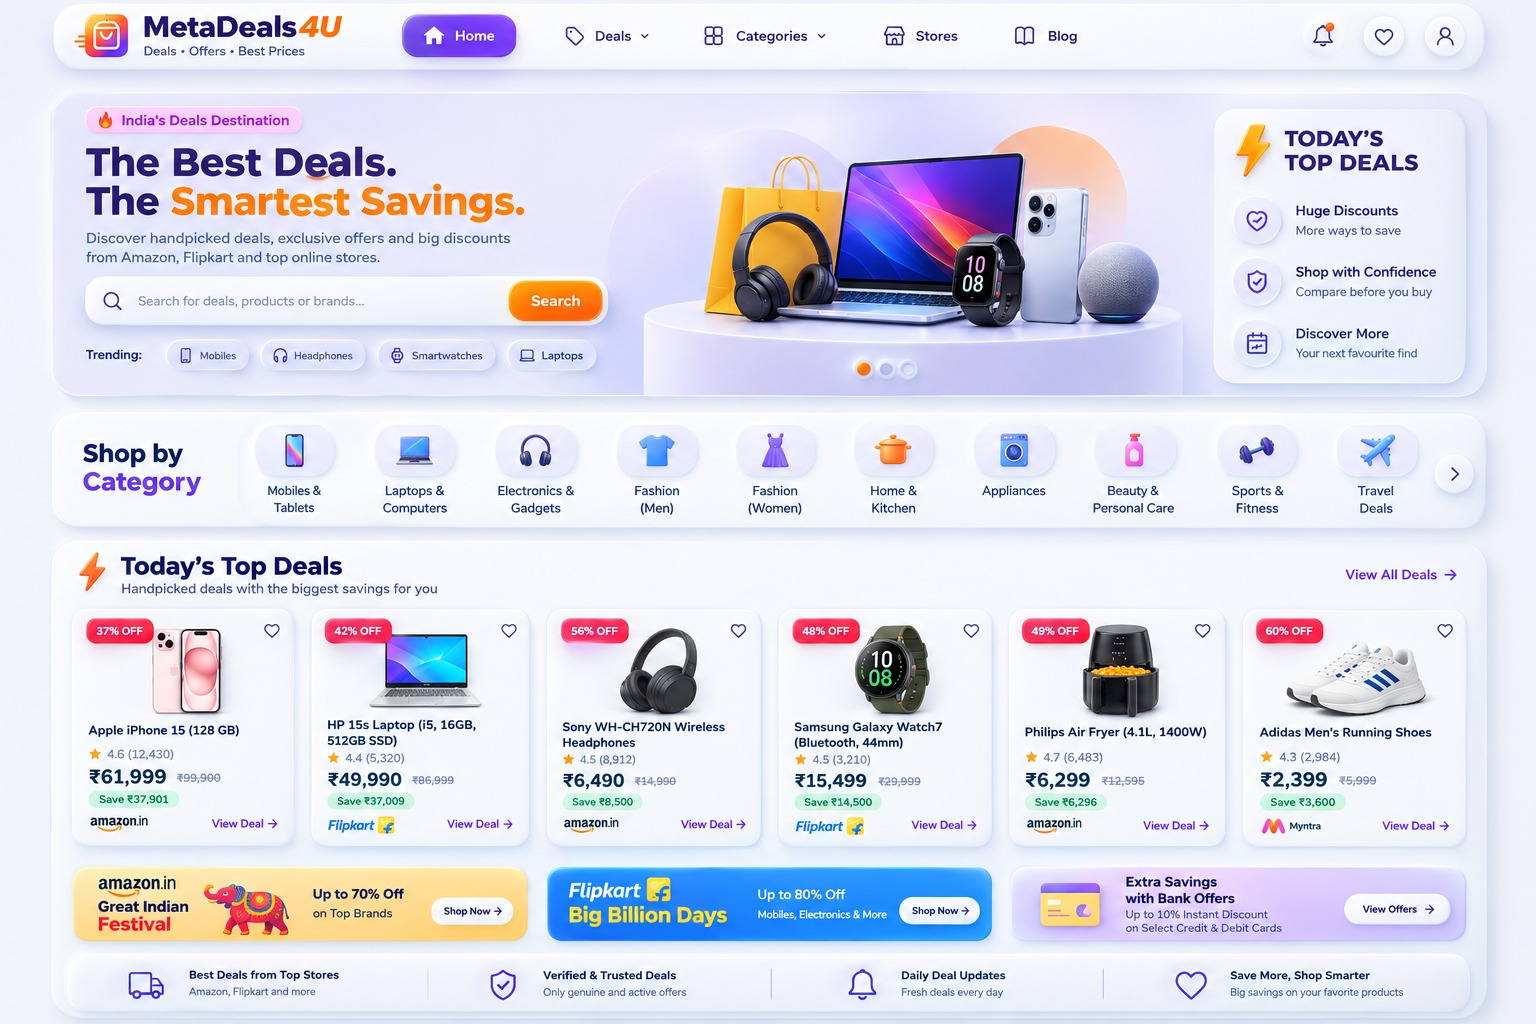 MetaDeals 4U
Deals • Offers • Best Prices
Home
Deals
Categories
Stores
Blog
India's Deals Destination
The Best Deals.
The Smartest Savings.
Discover handpicked deals, exclusive offers and big discounts
from Amazon, Flipkart and top online stores.
Search for deals, products or brands...
Search
Trending:
Mobiles
Headphones
Smartwatches
Laptops
10
08
TODAY'S
TOP DEALS
Huge Discounts
More ways to save
Shop with Confidence
Compare before you buy
Discover More
Your next favourite find
Shop by
Category
Mobiles &
Tablets
Laptops &
Computers
Electronics &
Gadgets
Fashion
(Men)
Fashion
(Women)
Home &
Kitchen
Appliances
Beauty &
Personal Care
Sports &
Fitness
Travel
Deals
Today's Top Deals
Handpicked deals with the biggest savings for you
View All Deals →
37% OFF
Apple iPhone 15 (128 GB)
4.6 (12,430)
₹61,999 ₹99,900
Save ₹37,901
amazon.in
View Deal →
42% OFF
HP 15s Laptop (i5, 16GB,
512GB SSD)
4.4 (5,320)
₹49,990 ₹86,999
Save ₹37,009
Flipkart
View Deal →
56% OFF
Sony WH-CH720N Wireless
Headphones
4.5 (8,912)
₹6,490 ₹14,990
Save ₹8,500
amazon.in
View Deal →
48% OFF
10
08
Samsung Galaxy Watch7
(Bluetooth, 44mm)
4.5 (3,210)
₹15,499 ₹29,999
Save ₹14,500
Flipkart
View Deal →
49% OFF
Philips Air Fryer (4.1L, 1400W)
4.7 (6,483)
₹6,299 ₹12,595
Save ₹6,296
amazon.in
View Deal →
60% OFF
Adidas Men's Running Shoes
4.3 (2,984)
₹2,399 ₹5,999
Save ₹3,600
Myntra
View Deal →
amazon.in
Great Indian
Festival
Up to 70% Off
on Top Brands
Shop Now →
Flipkart
Big Billion Days
Up to 80% Off
Mobiles, Electronics & More
Shop Now →
Extra Savings
with Bank Offers
Up to 10% Instant Discount
on Select Credit & Debit Cards
View Offers →
Best Deals from Top Stores
Amazon, Flipkart and more
Verified & Trusted Deals
Only genuine and active offers
Daily Deal Updates
Fresh deals every day
Save More, Shop Smarter
Big savings on your favorite products